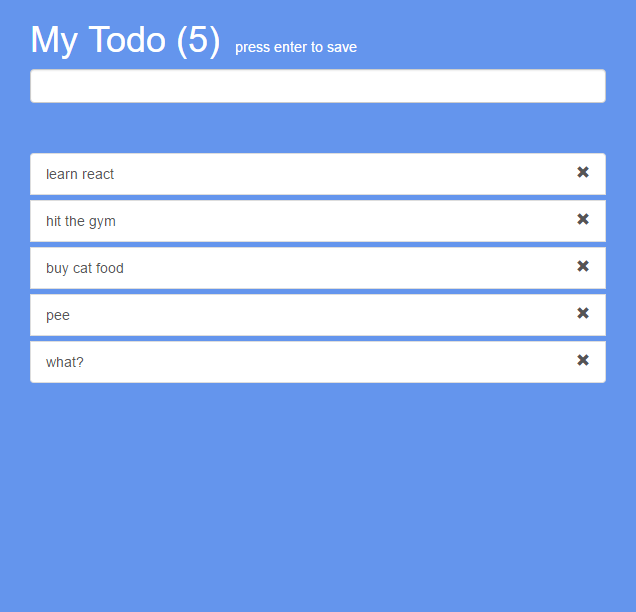 My Todo (5) press enter to save
learn react ✖
hit the gym ✖
buy cat food ✖
pee ✖
what? ✖